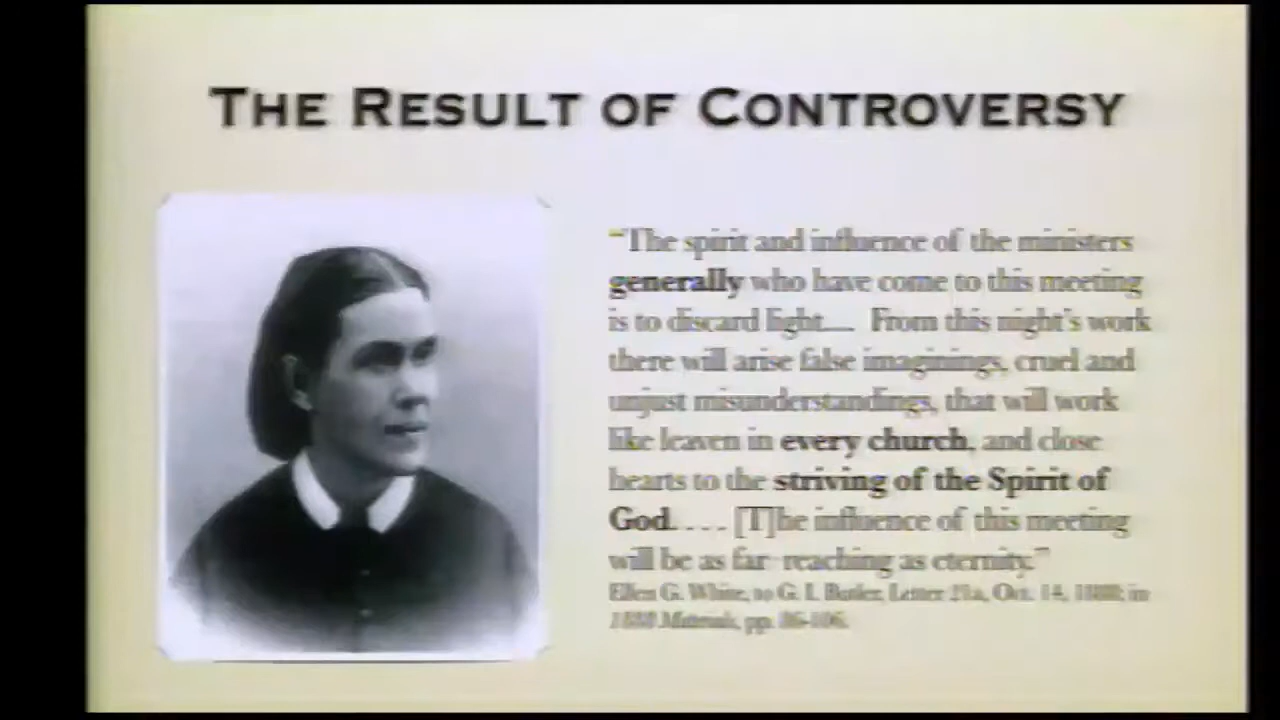 THE RESULT OF CONTROVERSY
“The spirit and influence of the ministers
generally who have come to this meeting
is to discard light.... From this night's work
there will arise false imaginings, cruel and
unjust misunderstandings, that will work
like leaven in every church, and close
hearts to the striving of the Spirit of
God. . . . [T]he influence of this meeting
will be as far-reaching as eternity.”
Ellen G. White, to G. I. Butler, Letter 21a, Oct. 14, 1888; in
1888 Materials, pp. 86-106.